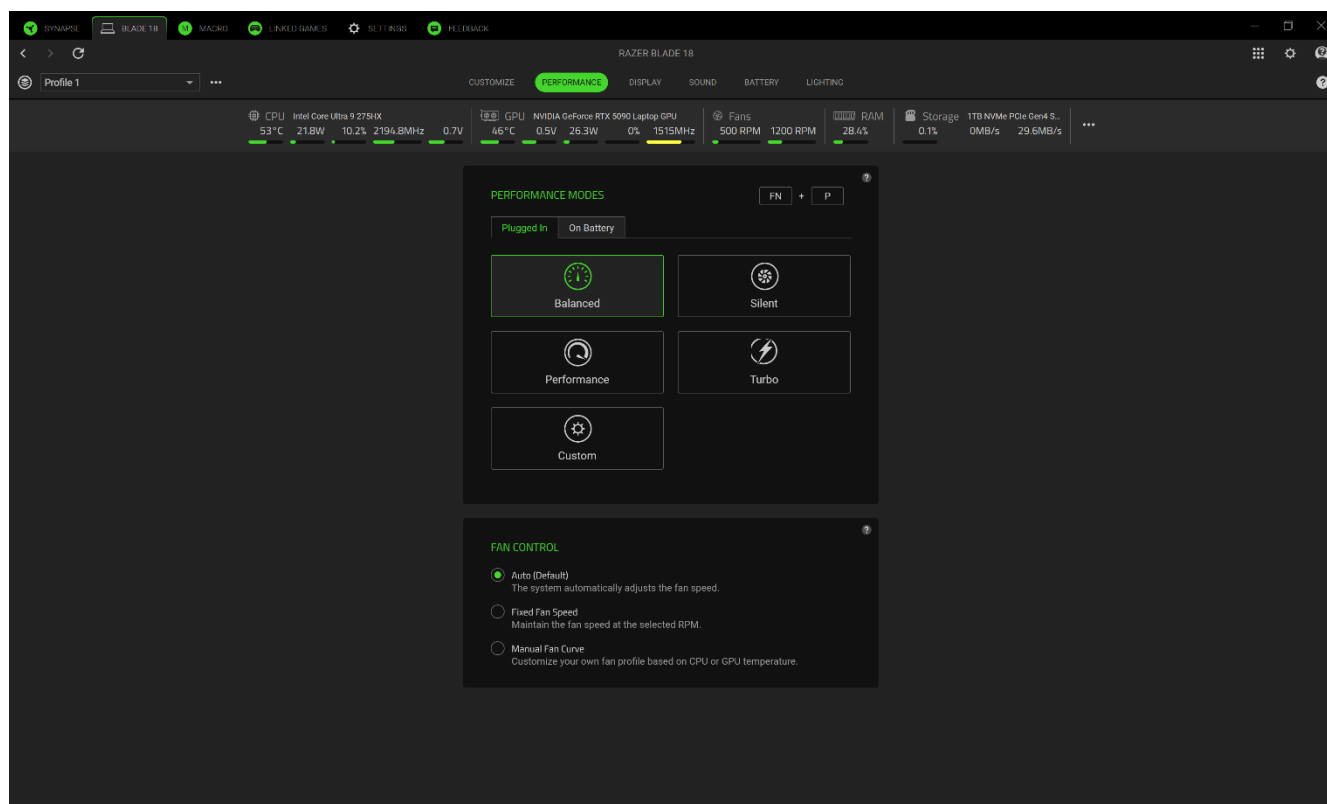 SYNAPSE BLADE 18 M MACRO LINKED GAMES SETTINGS FEEDBACK
RAZER BLADE 18
Profile 1 CUSTOMIZE PERFORMANCE DISPLAY SOUND BATTERY LIGHTING ?
CPU Intel Core Ultra 9 275HX GPU NVIDIA GeForce RTX 5090 Laptop GPU Fans RAM Storage 1TB NVMe PCIe Gen4 S...
53°C 21.8W 10.2% 2194.8MHz 0.7V 46°C 0.5V 26.3W 0% 1515MHz 500 RPM 1200 RPM 28.4% 0.1% 0MB/s 29.6MB/s
?
PERFORMANCE MODES FN + P
Plugged In On Battery
Balanced Silent
Performance Turbo
Custom
?
FAN CONTROL
Auto (Default)
The system automatically adjusts the fan speed.
Fixed Fan Speed
Maintain the fan speed at the selected RPM.
Manual Fan Curve
Customize your own fan profile based on CPU or GPU temperature.